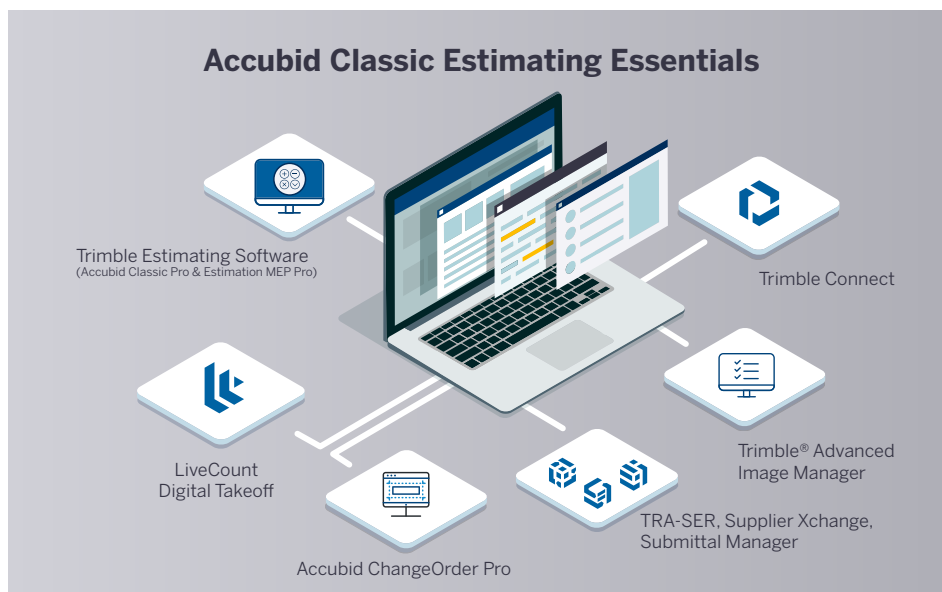 Accubid Classic Estimating Essentials
Trimble Estimating Software
(Accubid Classic Pro & Estimation MEP Pro)
Trimble Connect
LiveCount
Digital Takeoff
Trimble® Advanced
Image Manager
TRA-SER, Supplier Xchange,
Submittal Manager
Accubid ChangeOrder Pro